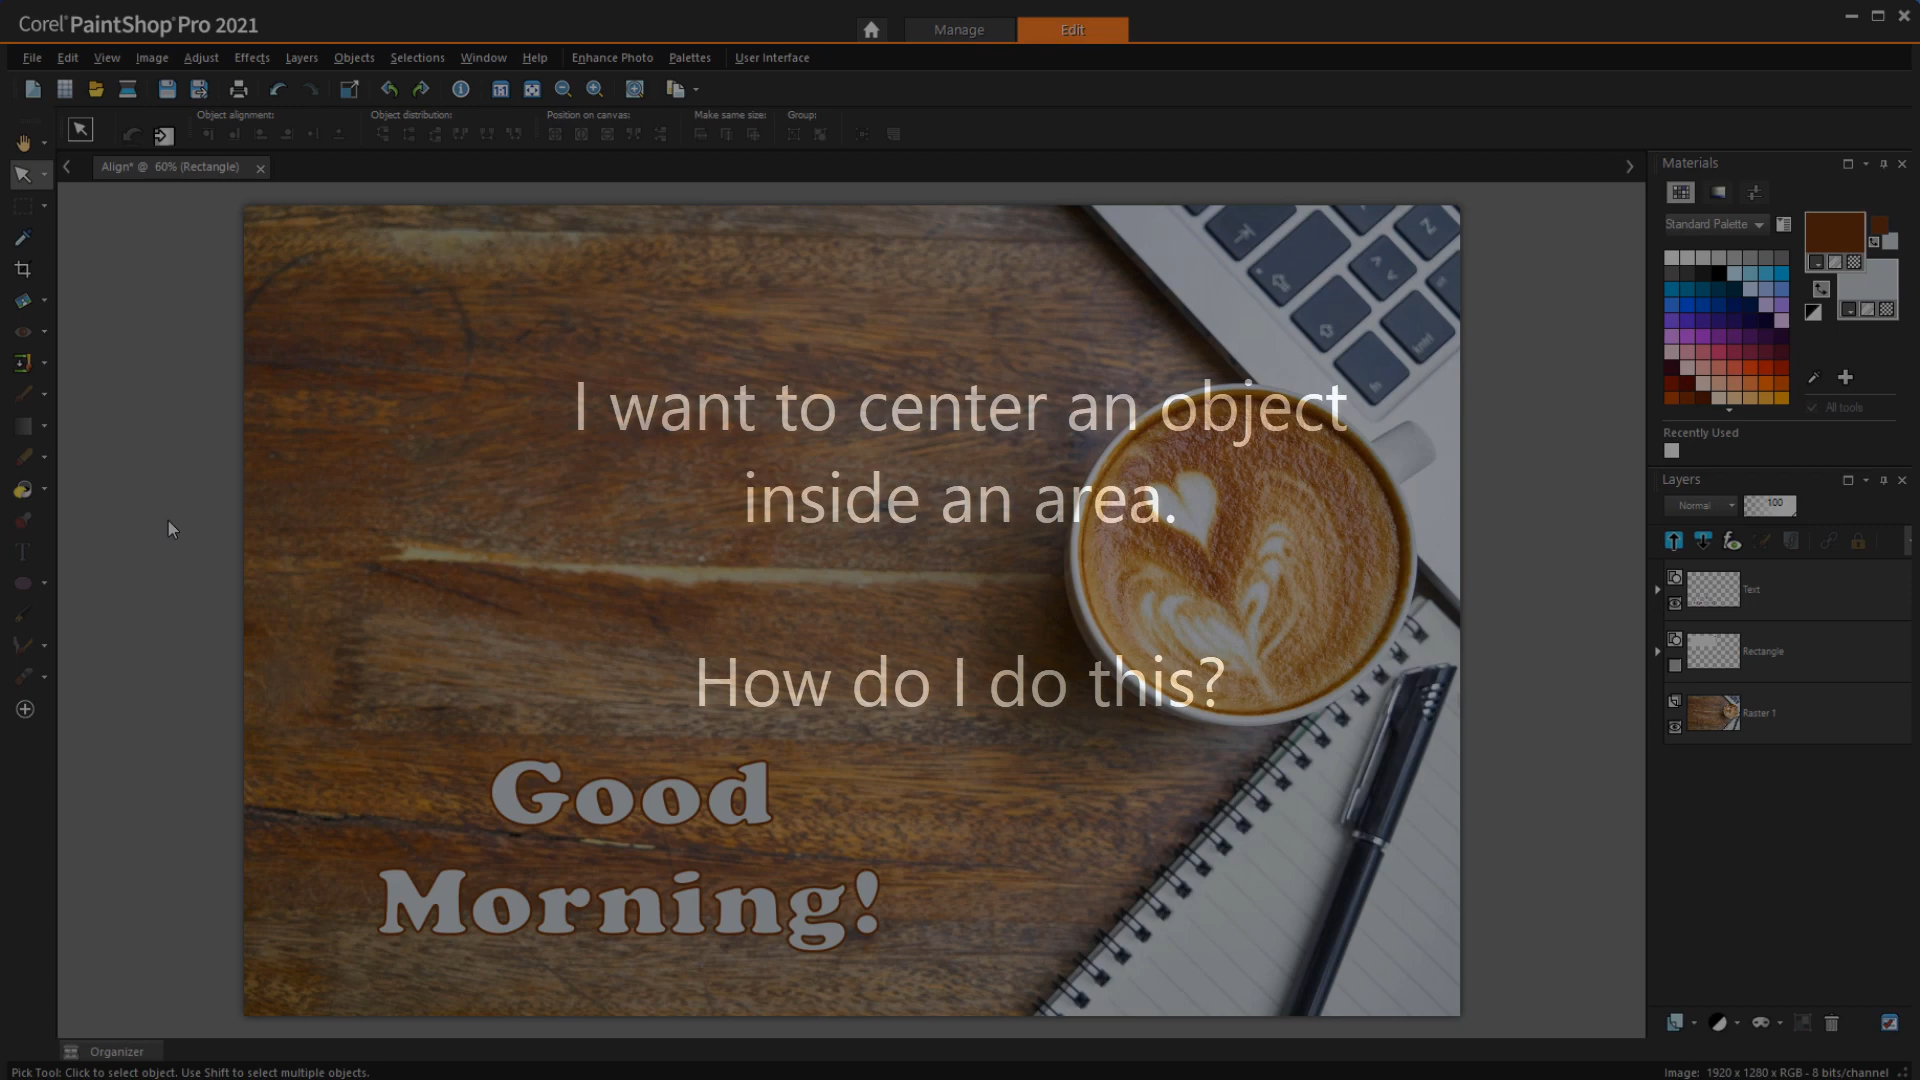 Corel® PaintShop® Pro 2021
Manage
Edit
File Edit View Image Adjust Effects Layers Objects Selections Window Help Enhance Photo Palettes User Interface
Object alignment: Object distribution: Position on canvas: Make same size: Group:
Align* @ 60% (Rectangle)
Materials
Standard Palette
All tools
Recently Used
I want to center an object
inside an area.
How do I do this?
Good
Morning!
Layers
Normal 100
Text
Rectangle
Raster 1
Organizer
Pick Tool: Click to select object. Use Shift to select multiple objects.
Image: 1920 x 1280 x RGB - 8 bits/channel